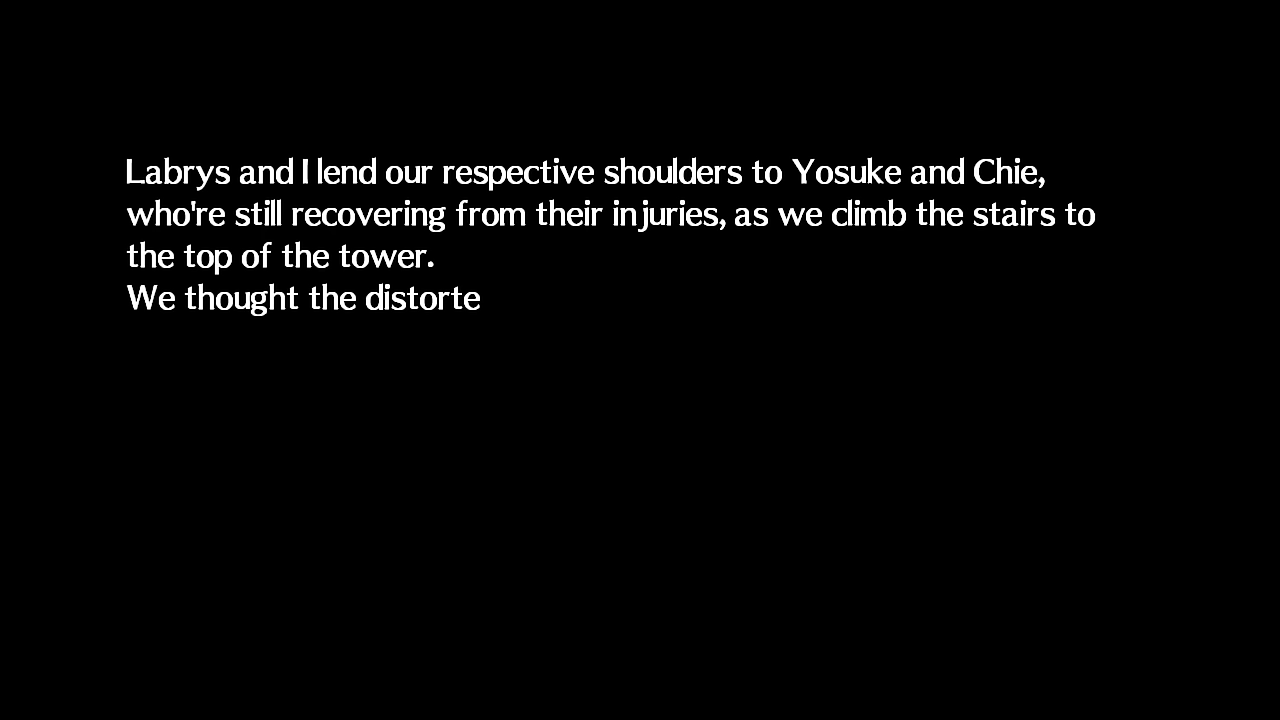 Labrys and I lend our respective shoulders to Yosuke and Chie,
who're still recovering from their injuries, as we climb the stairs to
the top of the tower.
We thought the distorte